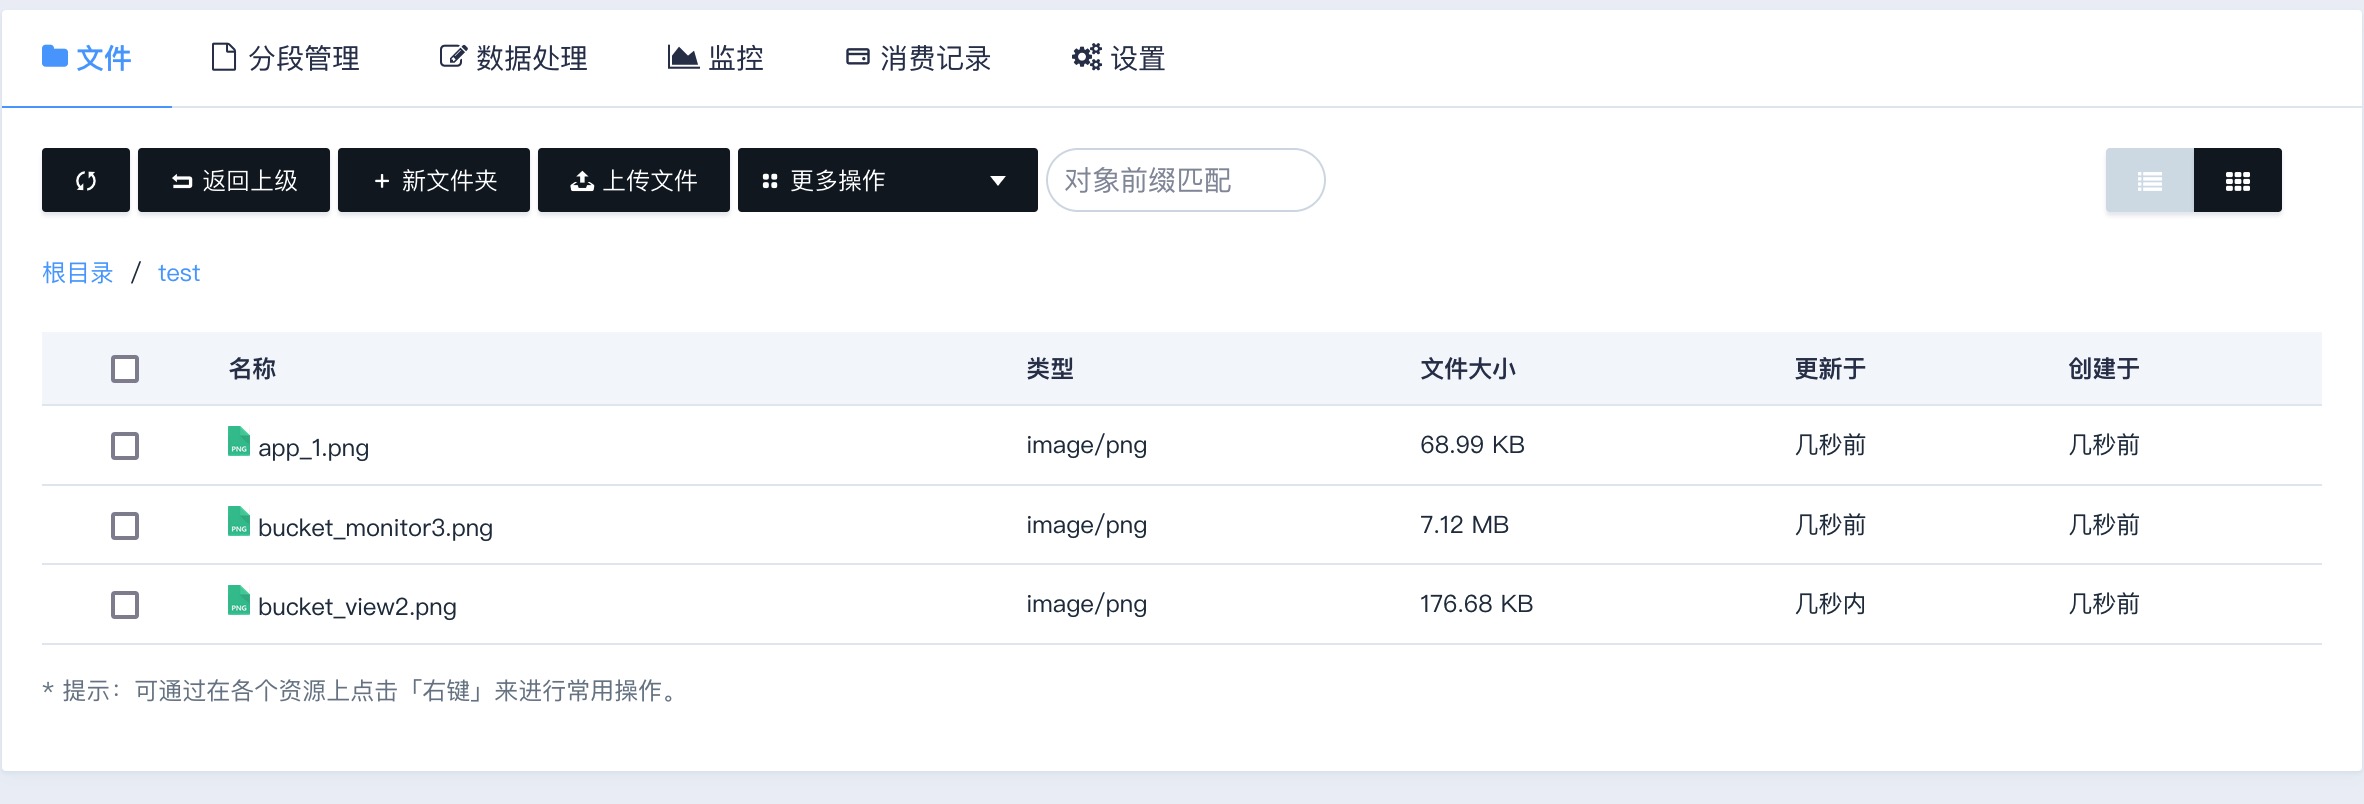 文件 分段管理 数据处理 监控 消费记录 设置
返回上级 + 新文件夹 上传文件 更多操作 对象前缀匹配
根目录 / test
名称 类型 文件大小 更新于 创建于
PNG app_1.png image/png 68.99 KB 几秒前 几秒前
PNG bucket_monitor3.png image/png 7.12 MB 几秒前 几秒前
PNG bucket_view2.png image/png 176.68 KB 几秒内 几秒前
* 提示：可通过在各个资源上点击「右键」来进行常用操作。